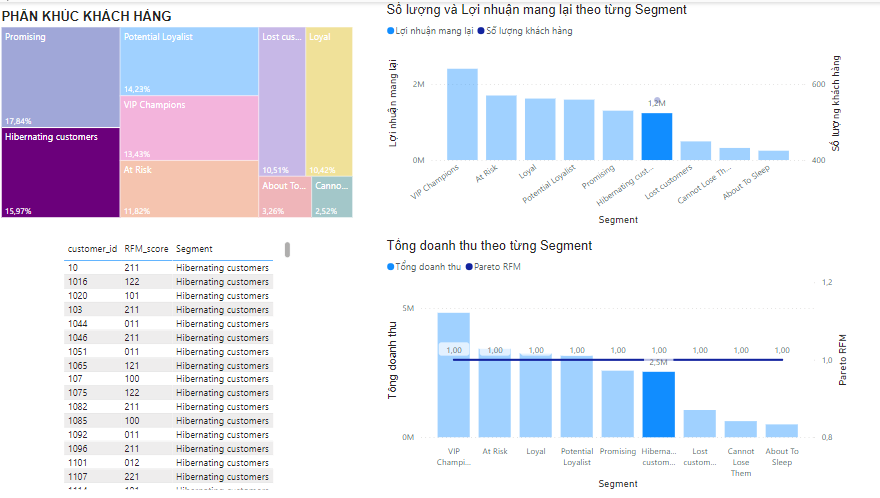 PHÂN KHÚC KHÁCH HÀNG
Promising
17,84%
Hibernating customers
15,97%
Potential Loyalist
14,23%
VIP Champions
13,43%
At Risk
11,82%
Lost cus...
10,51%
Loyal
10,42%
About To...
3,26%
Canno...
2,52%
Số lượng và Lợi nhuận mang lại theo từng Segment
Lợi nhuận mang lại Số lượng khách hàng
Lợi nhuận mang lại
2M
0M
1,2M
600
400
Số lượng khách hàng
VIP Champions
At Risk
Loyal
Potential Loyalist
Promising
Hibernating cust...
Lost customers
Cannot Lose Th...
About To Sleep
Segment
customer_id RFM_score Segment
10 211 Hibernating customers
1016 122 Hibernating customers
1020 101 Hibernating customers
103 211 Hibernating customers
1044 011 Hibernating customers
1046 211 Hibernating customers
1051 011 Hibernating customers
1065 121 Hibernating customers
107 100 Hibernating customers
1075 122 Hibernating customers
1082 211 Hibernating customers
1085 100 Hibernating customers
1092 011 Hibernating customers
1096 211 Hibernating customers
1101 012 Hibernating customers
1107 221 Hibernating customers
Tổng doanh thu theo từng Segment
Tổng doanh thu Pareto RFM
Tổng doanh thu
5M
0M
1,00 1,00 1,00 1,00 1,00 1,00 1,00 1,00 1,00
2,5M
1,2
1,0
0,8
Pareto RFM
VIP Champi...
At Risk
Loyal
Potential Loyalist
Promising
Hiberna... custom...
Lost custom...
Cannot Lose Them
About To Sleep
Segment